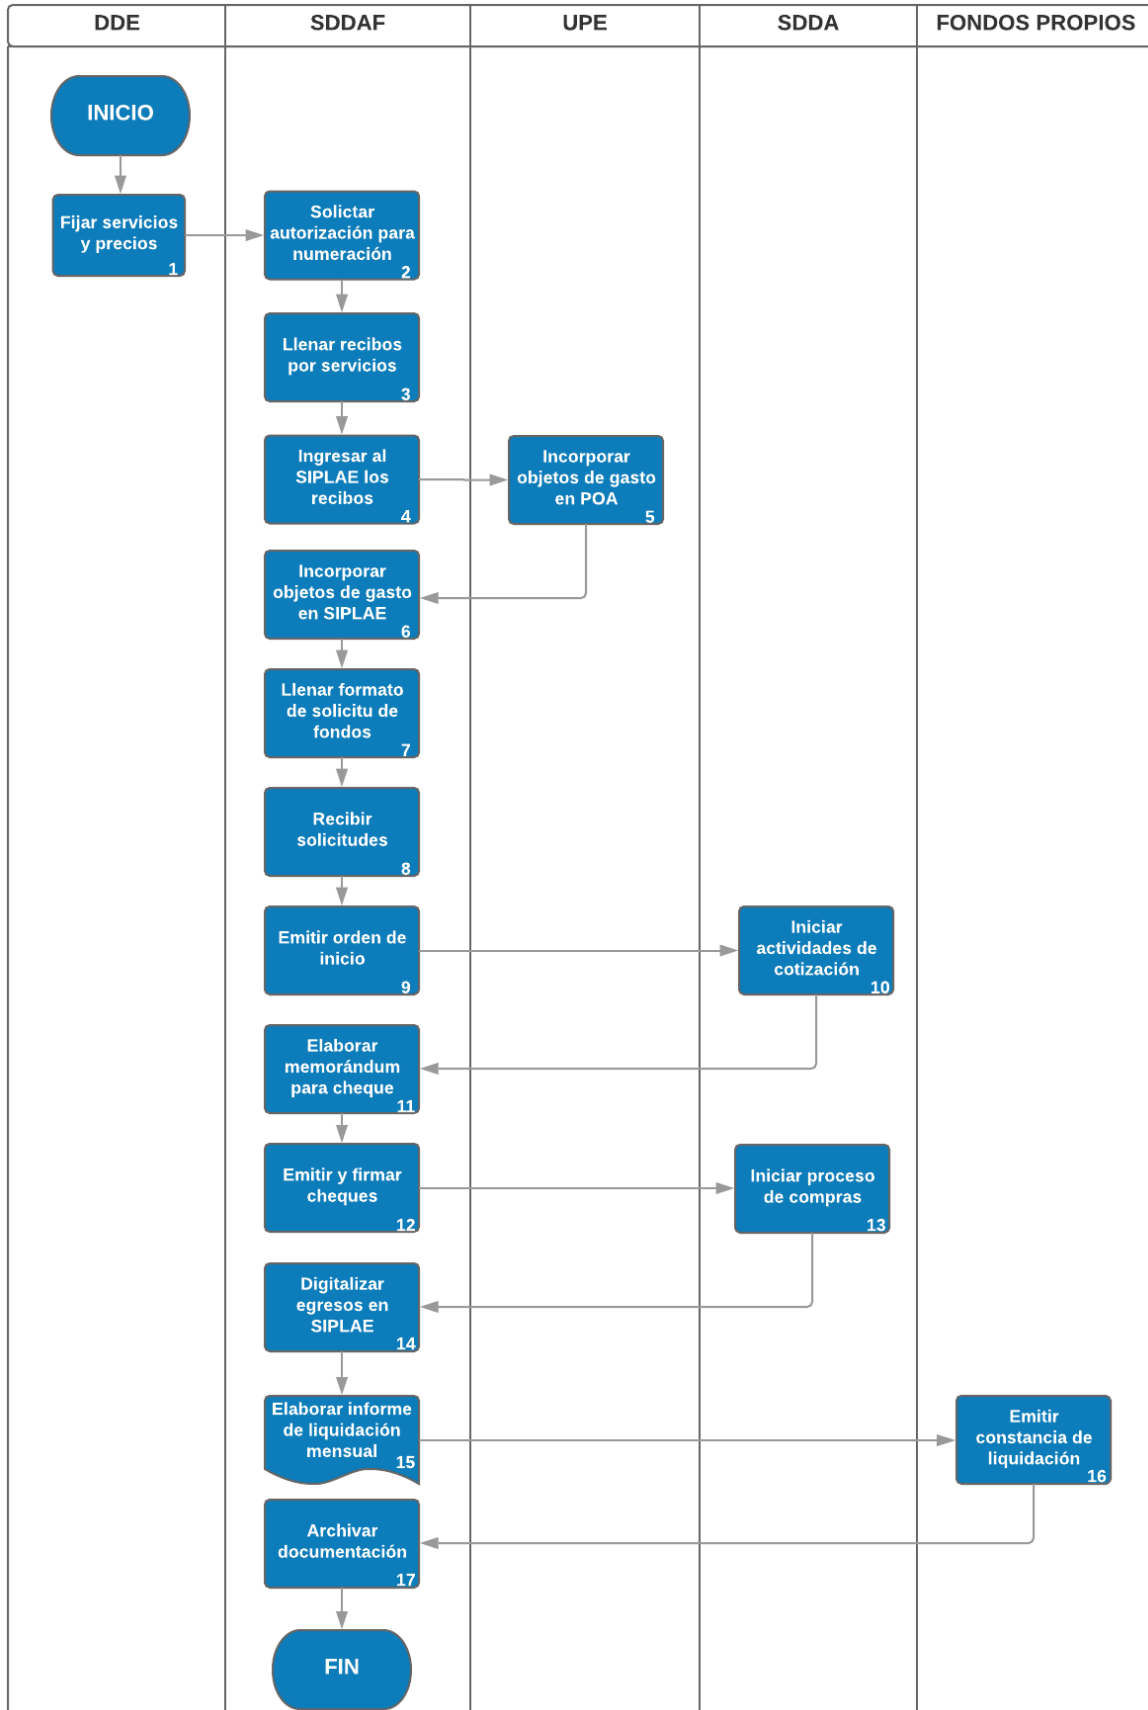 DDE
SDDAF
UPE
SDDA
FONDOS PROPIOS
INICIO
Fijar servicios
y precios
1
Solictar
autorización para
numeración
2
Llenar recibos
por servicios
3
Ingresar al
SIPLAE los
recibos
4
Incorporar
objetos de gasto
en POA
5
Incorporar
objetos de gasto
en SIPLAE
6
Llenar formato
de solicitu de
fondos
7
Recibir
solicitudes
8
Emitir orden de
inicio
9
Iniciar
actividades de
cotización
10
Elaborar
memorándum
para cheque
11
Emitir y firmar
cheques
12
Iniciar proceso
de compras
13
Digitalizar
egresos en
SIPLAE
14
Elaborar informe
de liquidación
mensual
15
Emitir
constancia de
liquidación
16
Archivar
documentación
17
FIN